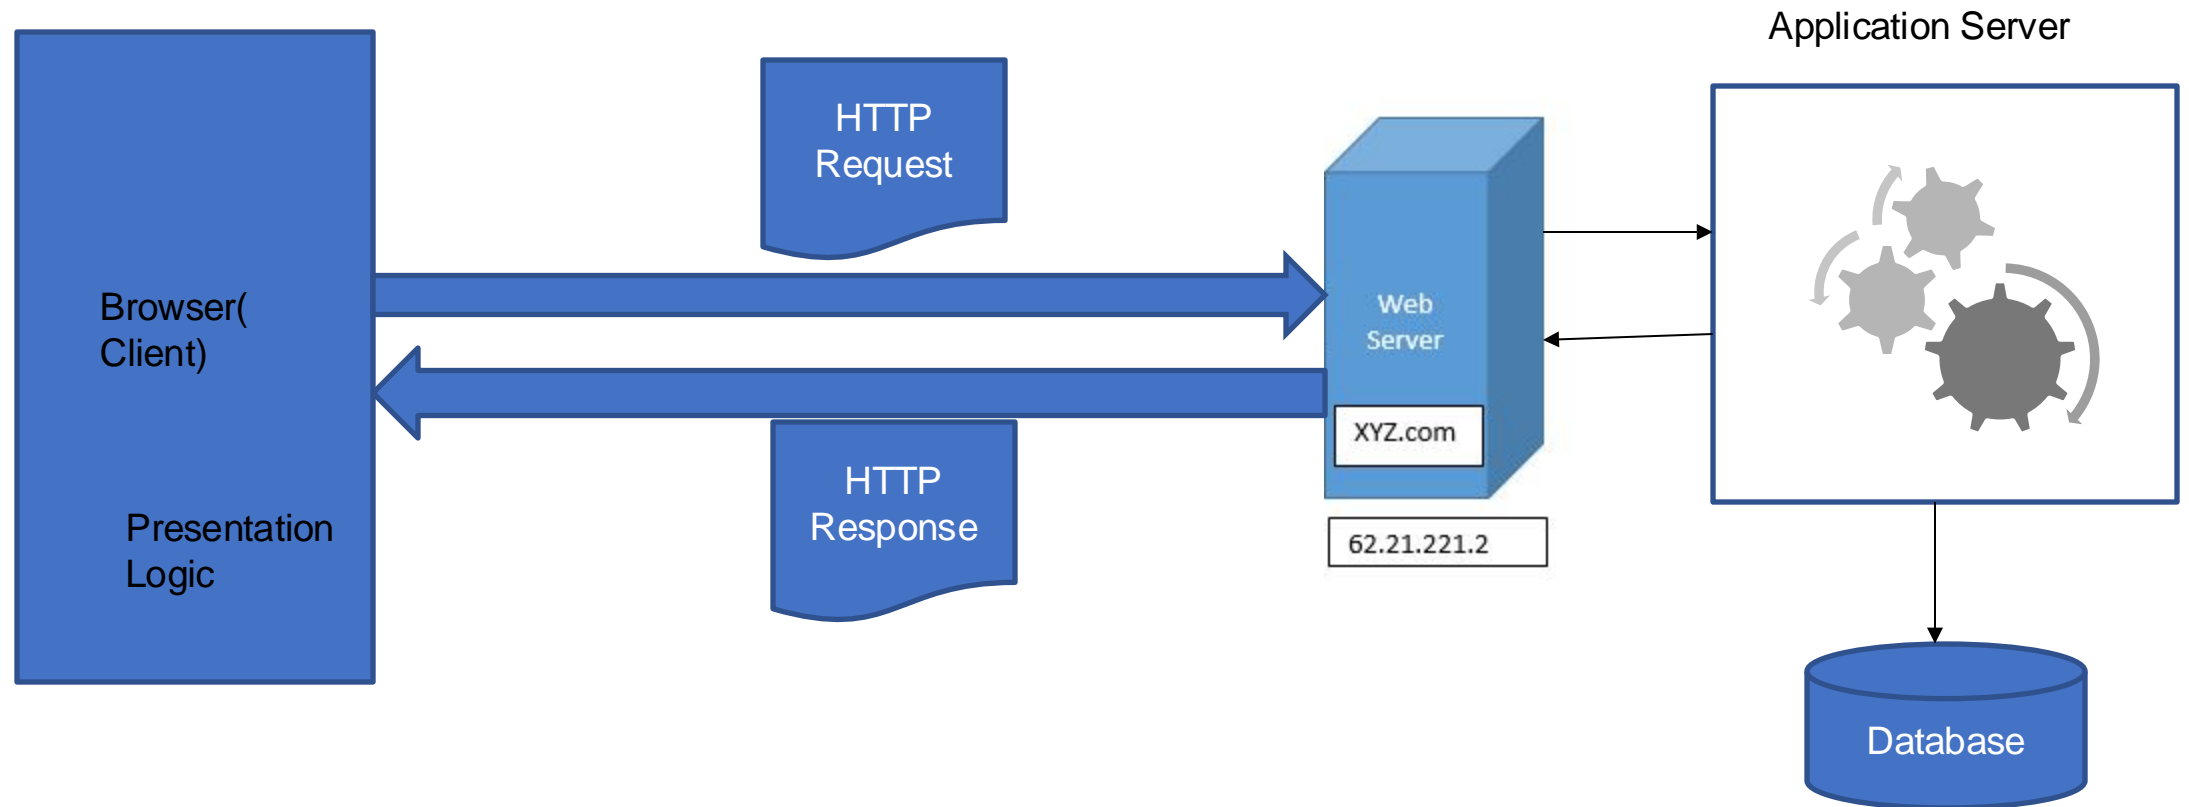 Application Server
HTTP
Request
Browser(
Client)
Web
Server
XYZ.com
HTTP
Response
Presentation
Logic
62.21.221.2
Database